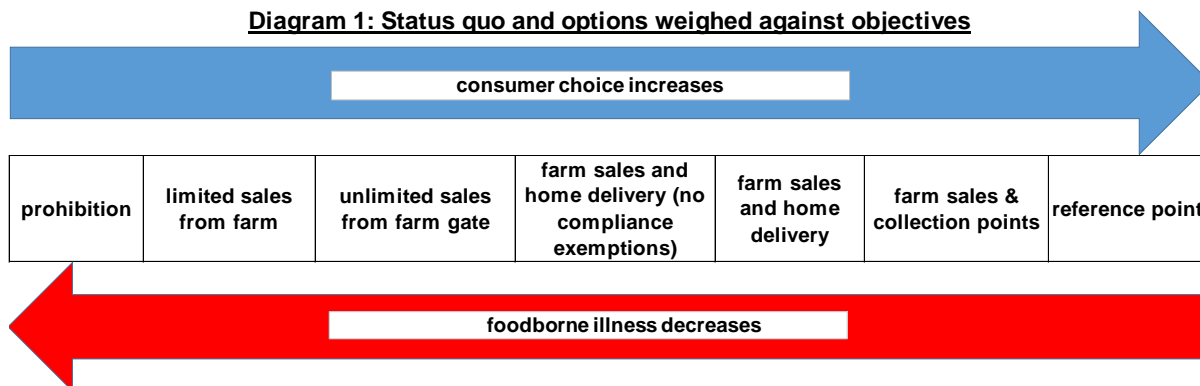 Diagram 1: Status quo and options weighed against objectives
consumer choice increases
prohibition
limited sales
from farm
unlimited sales
from farm gate
farm sales and
home delivery (no
compliance
exemptions)
farm sales
and home
delivery
farm sales &
collection points
reference point
foodborne illness decreases